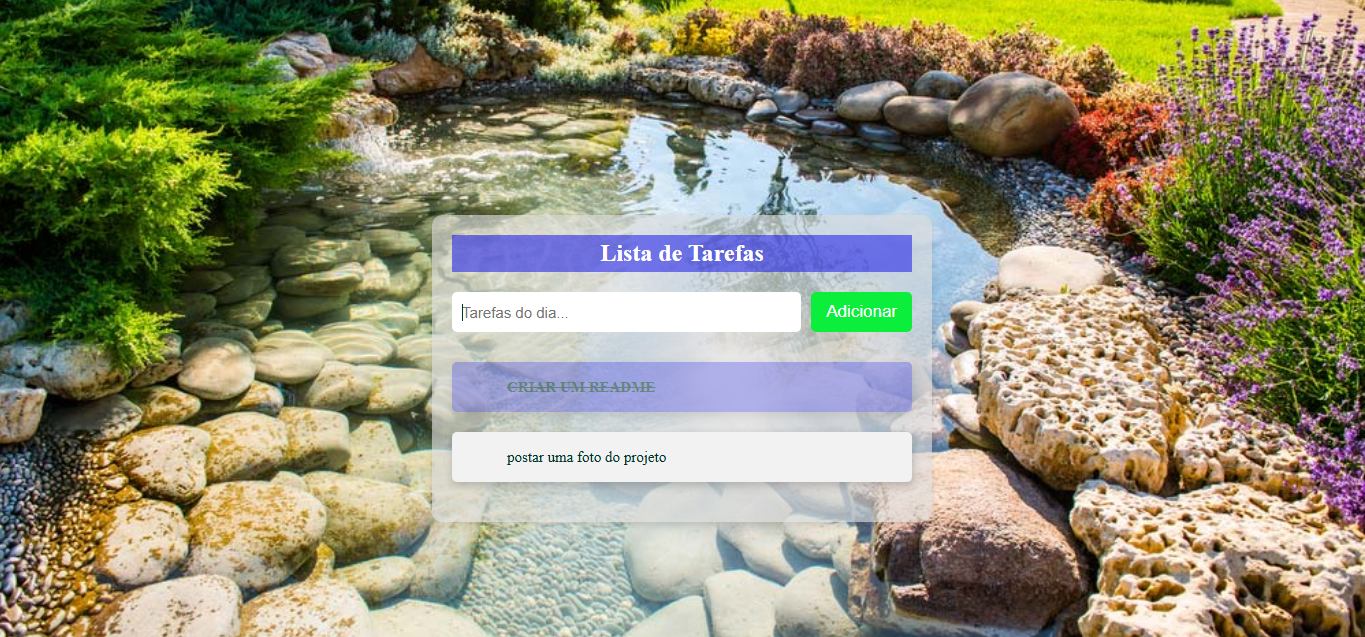 Lista de Tarefas
Tarefas do dia...
Adicionar
CRIAR UM README
postar uma foto do projeto